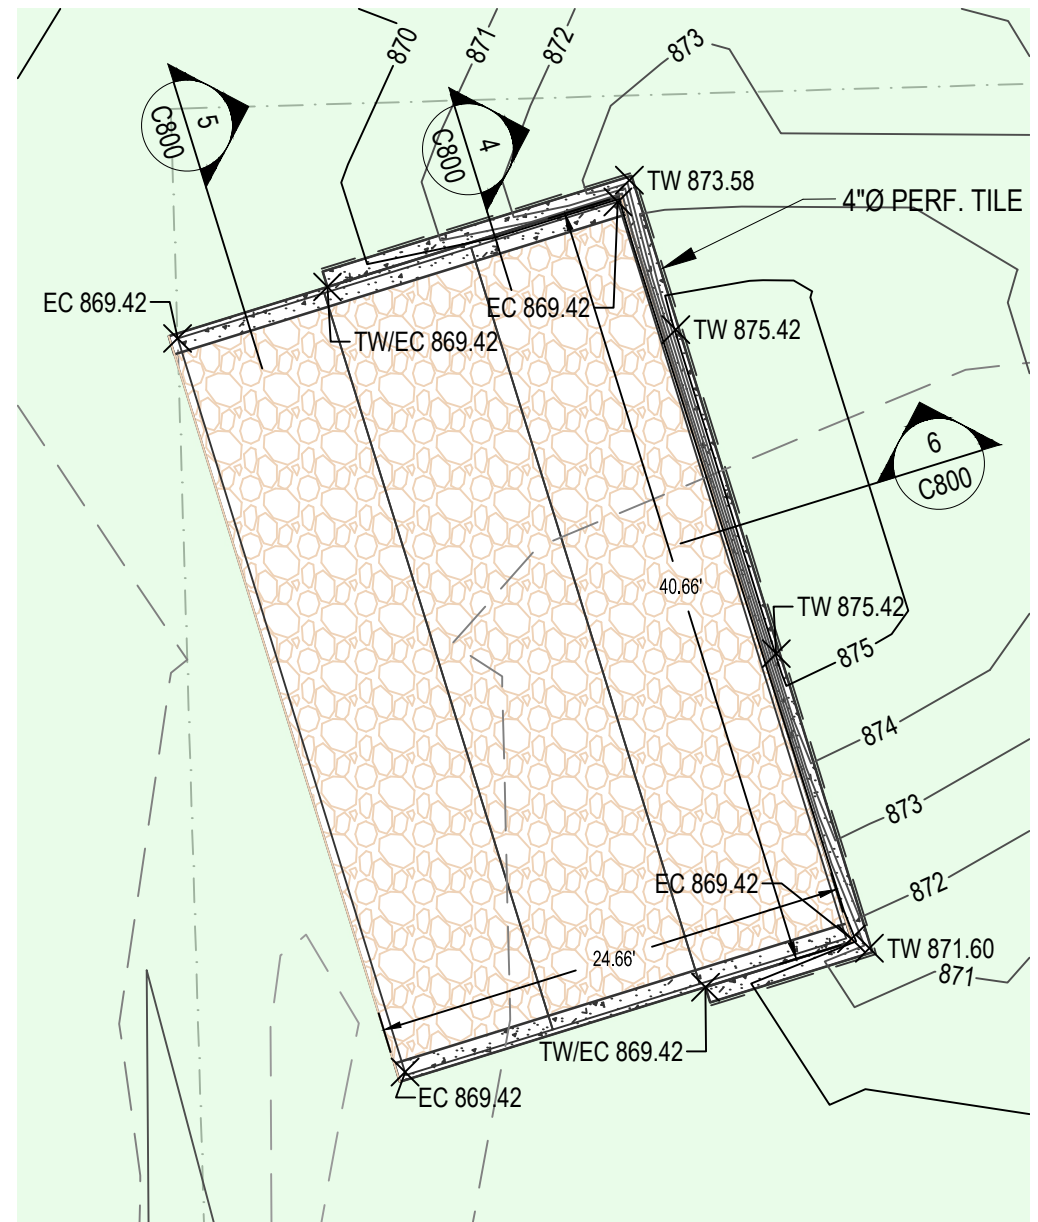 870
871
872
873
5
C800
4
C800
TW 873.58
4"Ø PERF. TILE
EC 869.42
EC 869.42
TW/EC 869.42
TW 875.42
6
C800
40.66'
TW 875.42
875
874
873
EC 869.42
872
24.66'
TW 871.60
871
TW/EC 869.42
EC 869.42